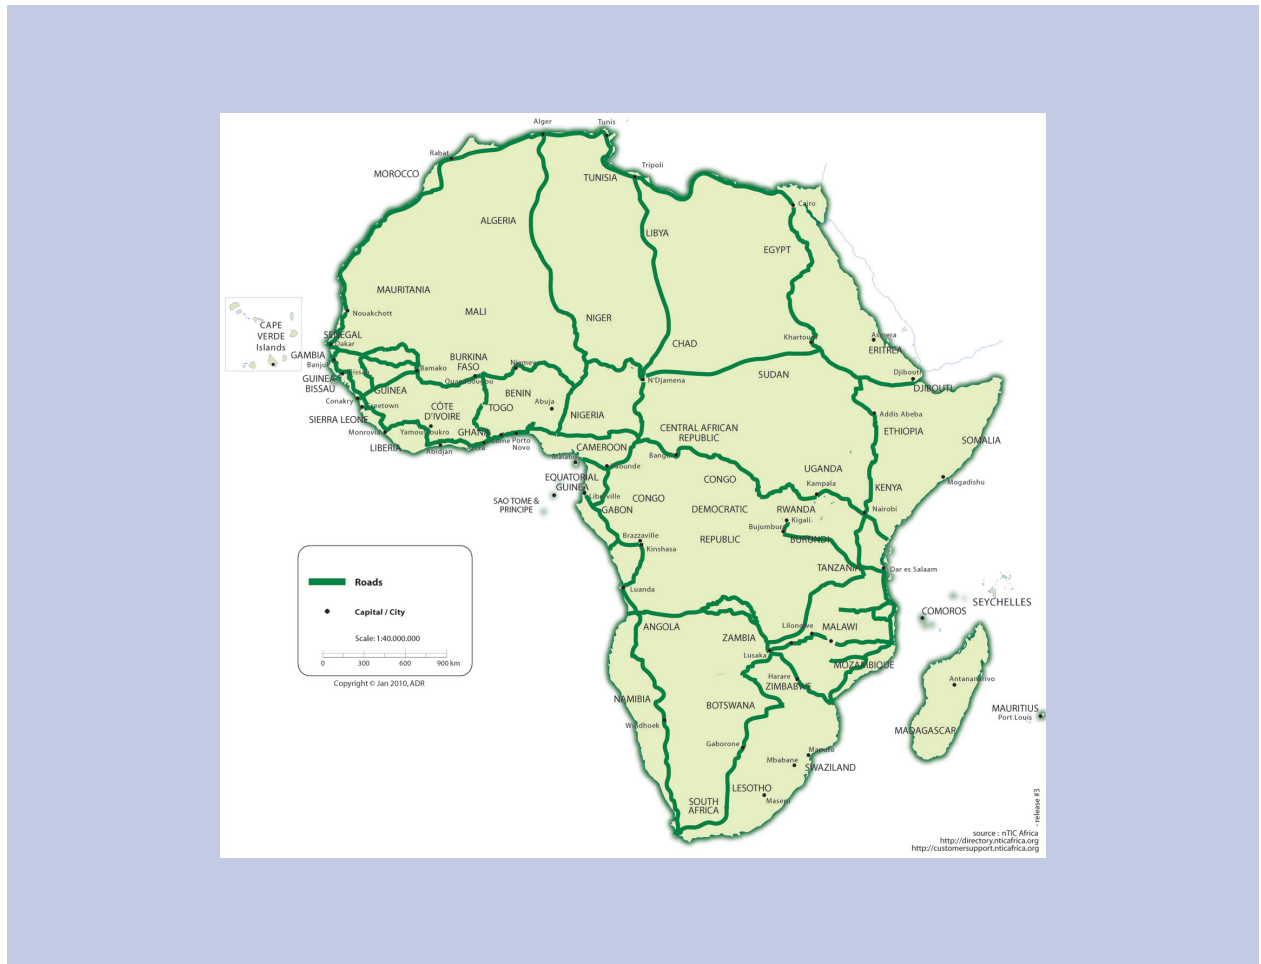 Alger
Tunis
Rabat
Tripoli
MOROCCO
TUNISIA
Cairo
ALGERIA
LIBYA
EGYPT
MAURITANIA
Nouakchott
MALI
NIGER
CAPE
VERDE
Islands
SENEGAL
Dakar
CHAD
Khartoum
Asmera
ERITREA
GAMBIA
Banjul
BURKINA
FASO
Niamey
Bamako
Bissau
GUINEA
BISSAU
Ouagadougou
N'Djamena
SUDAN
Djibouti
DJIBOUTI
GUINEA
BENIN
Abuja
Conakry
Freetown
CÔTE
D'IVOIRE
TOGO
NIGERIA
Addis Abeba
SIERRA LEONE
Monrovia
Yamoussoukro
GHANA
Lome
Porto
Novo
CENTRAL AFRICAN
REPUBLIC
ETHIOPIA
SOMALIA
LIBERIA
Abidjan
Accra
CAMEROON
Malabo
Yaounde
Bangui
UGANDA
Kampala
KENYA
Mogadishu
EQUATORIAL
GUINEA
Libreville
CONGO
CONGO
SAO TOME &
PRINCIPE
GABON
DEMOCRATIC
RWANDA
Kigali.
Nairobi
Bujumbura
BURUNDI
Brazzaville
Kinshasa
REPUBLIC
TANZANIA
Dar es Salaam
Luanda
SEYCHELLES
COMOROS
ANGOLA
ZAMBIA
Lilongwe
MALAWI
Lusaka
MOZAMBIQUE
Harare
ZIMBABWE
Antananarivo
NAMIBIA
BOTSWANA
MAURITIUS
Port Louis
Windhoek
MADAGASCAR
Gaborone
Maputo
Mbabane
SWAZILAND
LESOTHO
Maseru
SOUTH
AFRICA
Roads
Capital / City
Scale: 1:40.000.000
0 300 600 900 km
Copyright © Jan 2010, ADR
- release #3
source : nTIC Africa
http://directory.nticafrica.org
http://customersupport.nticafrica.org